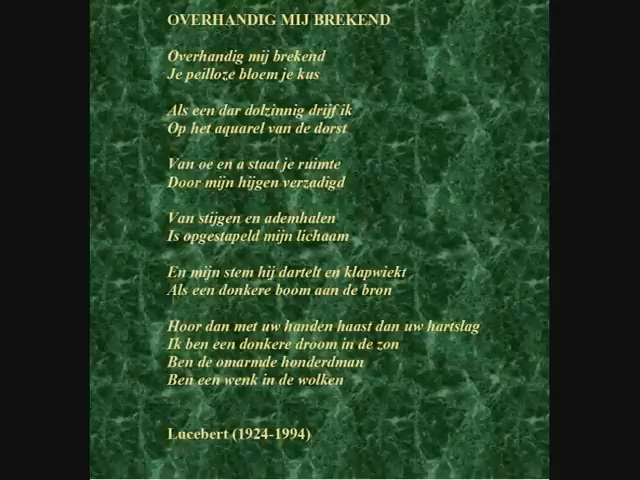 OVERHANDIG MIJ BREKEND
Overhandig mij brekend
Je peilloze bloem je kus
Als een dar dolzinnig drijf ik
Op het aquarel van de dorst
Van oe en a staat je ruimte
Door mijn hijgen verzadigd
Van stijgen en ademhalen
Is opgestapeld mijn lichaam
En mijn stem hij dartelt en klapwiekt
Als een donkere boom aan de bron
Hoor dan met uw handen haast dan uw hartslag
Ik ben een donkere droom in de zon
Ben de omarmde honderdman
Ben een wenk in de wolken
Lucebert (1924-1994)